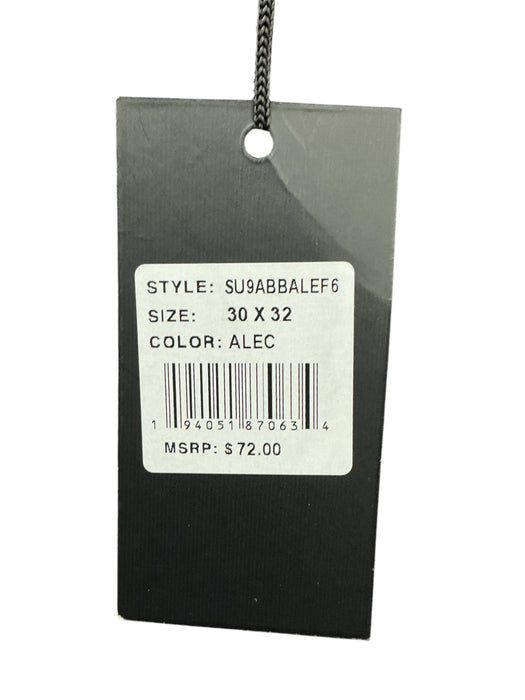 STYLE: SU9ABBALEF6
SIZE: 30 X 32
COLOR: ALEC
1 94051 87063 4
MSRP: $72.00